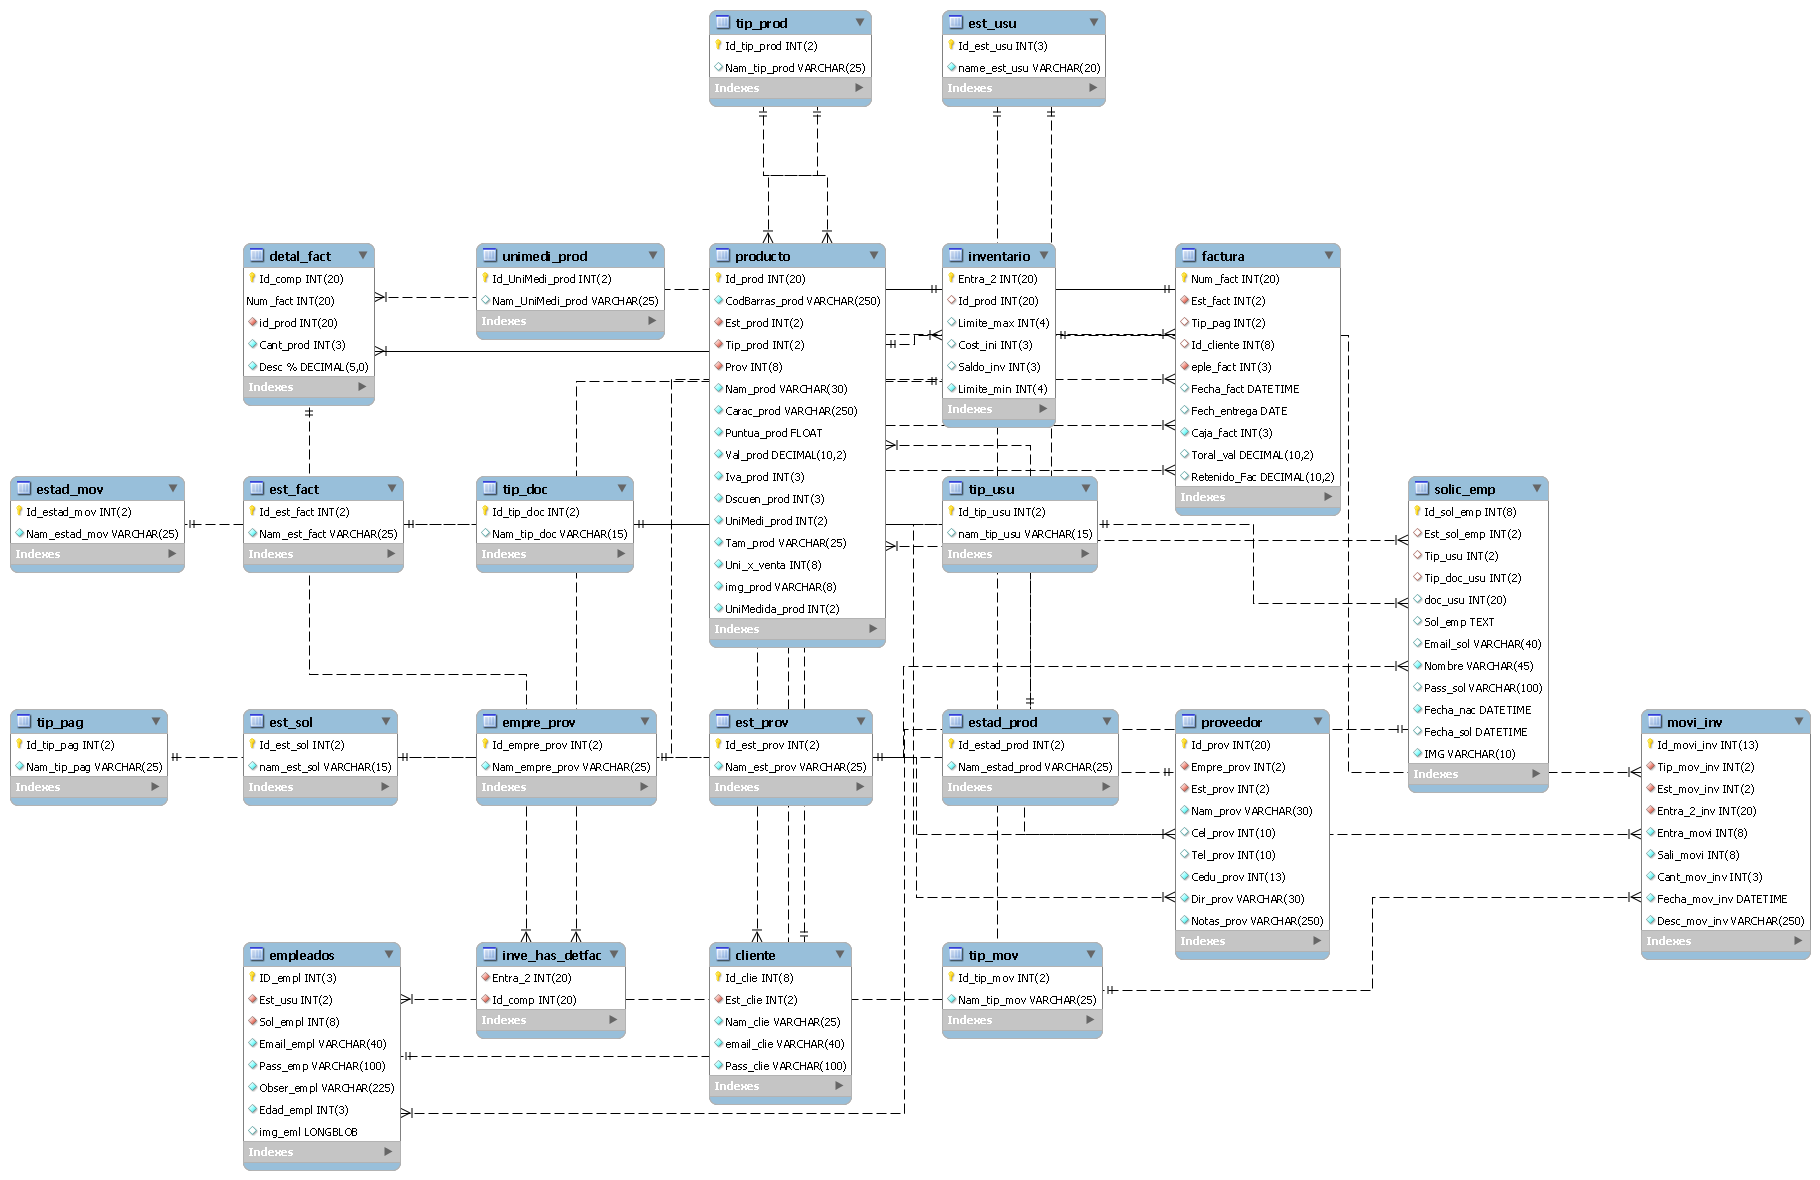 tip_prod
Id_tip_prod INT(2)
Nam_tip_prod VARCHAR(25)
Indexes
est_usu
Id_est_usu INT(3)
name_est_usu VARCHAR(20)
Indexes
detal_fact
Id_comp INT(20)
Num_fact INT(20)
id_prod INT(20)
Cant_prod INT(3)
Desc % DECIMAL(5,0)
Indexes
unimedi_prod
Id_UniMedi_prod INT(2)
Nam_UniMedi_prod VARCHAR(25)
Indexes
producto
Id_prod INT(20)
CodBarras_prod VARCHAR(250)
Est_prod INT(2)
Tip_prod INT(2)
Prov INT(8)
Nam_prod VARCHAR(30)
Carac_prod VARCHAR(250)
Puntua_prod FLOAT
Val_prod DECIMAL(10,2)
Iva_prod INT(3)
Dscuen_prod INT(3)
UniMedi_prod INT(2)
Tam_prod VARCHAR(25)
Uni_x_venta INT(8)
img_prod VARCHAR(8)
UniMedida_prod INT(2)
Indexes
inventario
Entra_2 INT(20)
Id_prod INT(20)
Limite_max INT(4)
Cost_ini INT(3)
Saldo_inv INT(3)
Limite_min INT(4)
Indexes
factura
Num_fact INT(20)
Est_fact INT(2)
Tip_pag INT(2)
Id_cliente INT(8)
eple_fact INT(3)
Fecha_fact DATETIME
Fech_entrega DATE
Caja_fact INT(3)
Toral_val DECIMAL(10,2)
Retenido_Fac DECIMAL(10,2)
Indexes
estad_mov
Id_estad_mov INT(2)
Nam_estad_mov VARCHAR(25)
Indexes
est_fact
Id_est_fact INT(2)
Nam_est_fact VARCHAR(25)
Indexes
tip_doc
Id_tip_doc INT(2)
Nam_tip_doc VARCHAR(15)
Indexes
tip_usu
Id_tip_usu INT(2)
nam_tip_usu VARCHAR(15)
Indexes
solic_emp
Id_sol_emp INT(8)
Est_sol_emp INT(2)
Tip_usu INT(2)
Tip_doc_usu INT(2)
doc_usu INT(20)
Sol_emp TEXT
Email_sol VARCHAR(40)
Nombre VARCHAR(45)
Pass_sol VARCHAR(100)
Fecha_nac DATETIME
Fecha_sol DATETIME
IMG VARCHAR(10)
Indexes
tip_pag
Id_tip_pag INT(2)
Nam_tip_pag VARCHAR(25)
Indexes
est_sol
Id_est_sol INT(2)
nam_est_sol VARCHAR(15)
Indexes
empre_prov
Id_empre_prov INT(2)
Nam_empre_prov VARCHAR(25)
Indexes
est_prov
Id_est_prov INT(2)
Nam_est_prov VARCHAR(25)
Indexes
estad_prod
Id_estad_prod INT(2)
Nam_estad_prod VARCHAR(25)
Indexes
proveedor
Id_prov INT(20)
Empre_prov INT(2)
Est_prov INT(2)
Nam_prov VARCHAR(30)
Cel_prov INT(10)
Tel_prov INT(10)
Cedu_prov INT(13)
Dir_prov VARCHAR(30)
Notas_prov VARCHAR(250)
Indexes
movi_inv
Id_movi_inv INT(13)
Tip_mov_inv INT(2)
Est_mov_inv INT(2)
Entra_2_inv INT(20)
Entra_movi INT(8)
Sali_movi INT(8)
Cant_mov_inv INT(3)
Fecha_mov_inv DATETIME
Desc_mov_inv VARCHAR(250)
Indexes
empleados
ID_empl INT(3)
Est_usu INT(2)
Sol_empl INT(8)
Email_empl VARCHAR(40)
Pass_emp VARCHAR(100)
Obser_empl VARCHAR(225)
Edad_empl INT(3)
img_eml LONGBLOB
Indexes
inve_has_detfac
Entra_2 INT(20)
Id_comp INT(20)
Indexes
cliente
Id_clie INT(8)
Est_clie INT(2)
Nam_clie VARCHAR(25)
email_clie VARCHAR(40)
Pass_clie VARCHAR(100)
Indexes
tip_mov
Id_tip_mov INT(2)
Nam_tip_mov VARCHAR(25)
Indexes